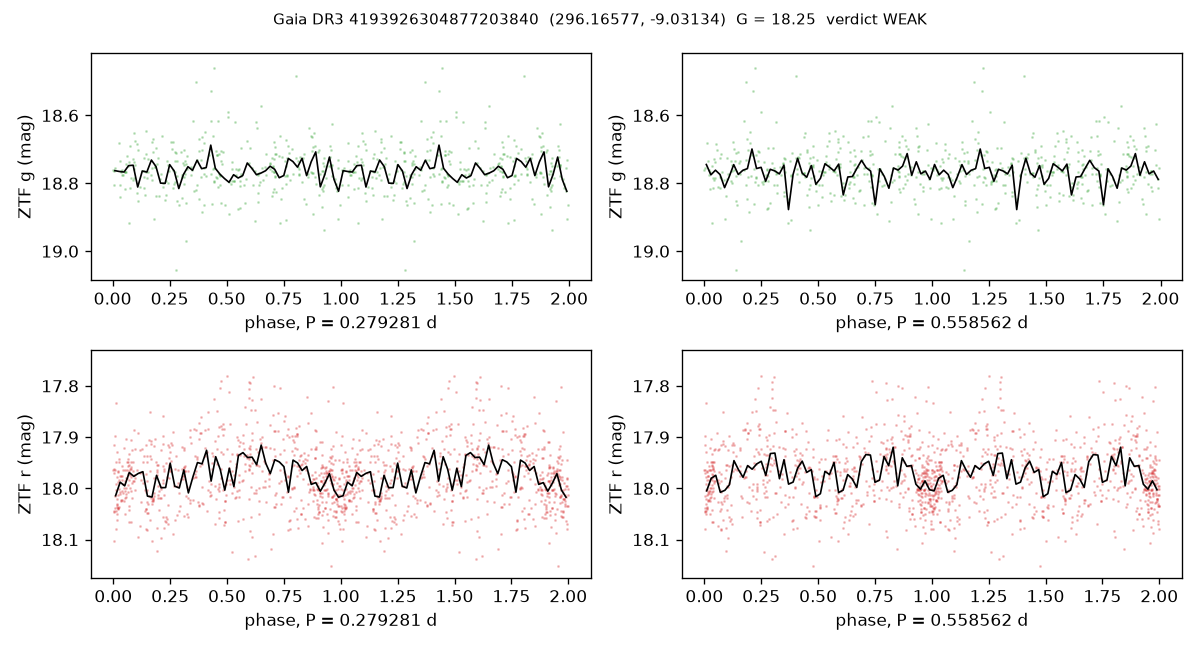 Gaia DR3 4193926304877203840 (296.16577, -9.03134) G = 18.25 verdict WEAK
ZTF g (mag)
18.6
18.8
19.0
0.00 0.25 0.50 0.75 1.00 1.25 1.50 1.75 2.00
phase, P = 0.279281 d
ZTF g (mag)
18.6
18.8
19.0
0.00 0.25 0.50 0.75 1.00 1.25 1.50 1.75 2.00
phase, P = 0.558562 d
ZTF r (mag)
17.8
17.9
18.0
18.1
0.00 0.25 0.50 0.75 1.00 1.25 1.50 1.75 2.00
phase, P = 0.279281 d
ZTF r (mag)
17.8
17.9
18.0
18.1
0.00 0.25 0.50 0.75 1.00 1.25 1.50 1.75 2.00
phase, P = 0.558562 d